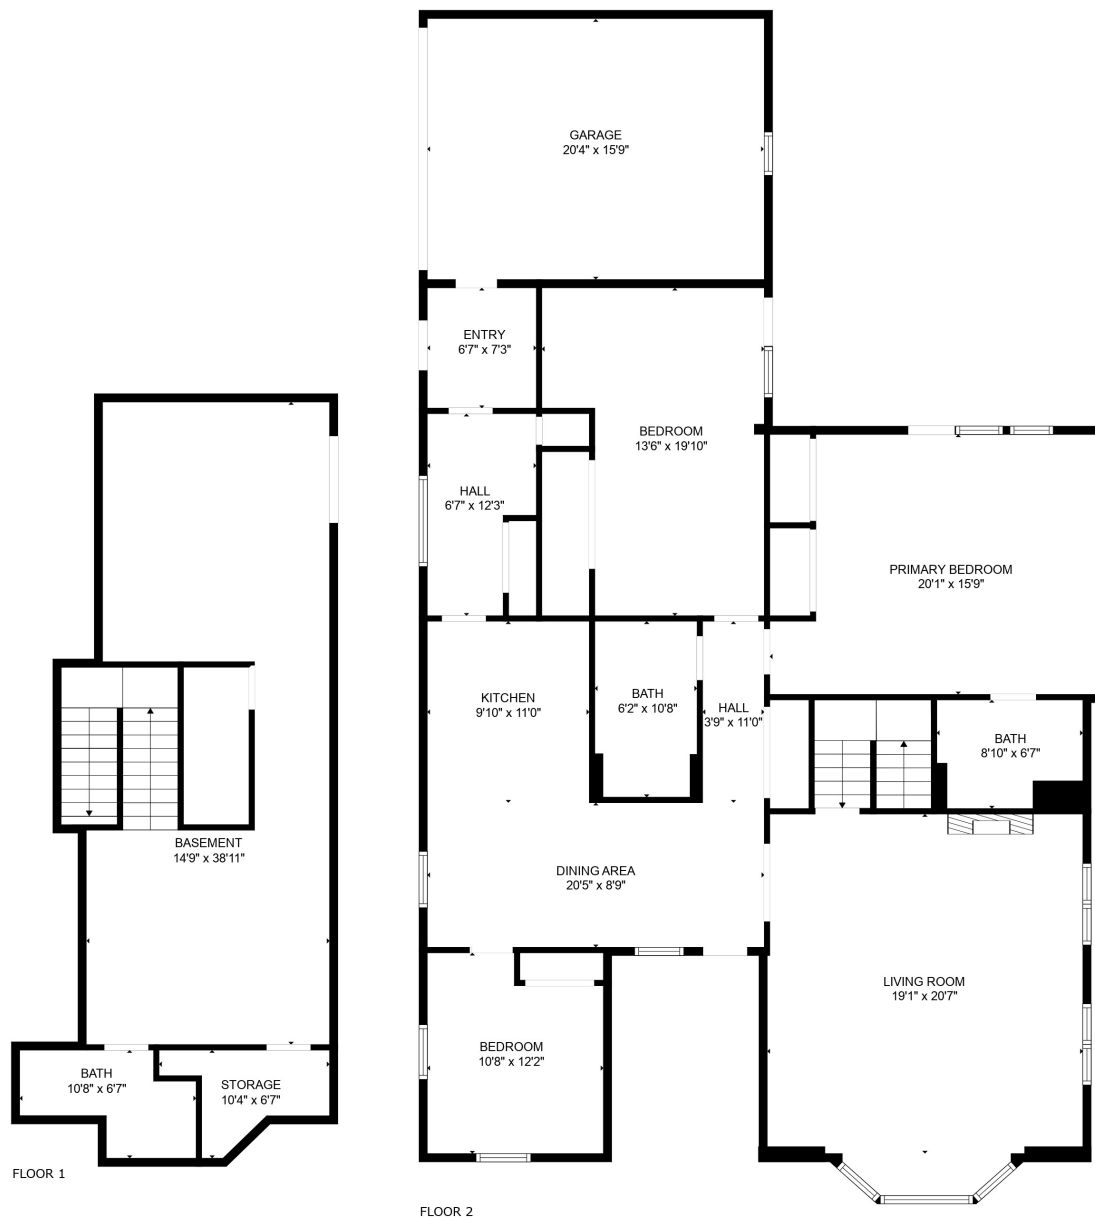 GARAGE
20'4" x 15'9"
ENTRY
6'7" x 7'3"
BEDROOM
13'6" x 19'10"
HALL
6'7" x 12'3"
PRIMARY BEDROOM
20'1" x 15'9"
KITCHEN
9'10" x 11'0"
BATH
6'2" x 10'8"
HALL
3'9" x 11'0"
BATH
8'10" x 6'7"
DINING AREA
20'5" x 8'9"
LIVING ROOM
19'1" x 20'7"
BEDROOM
10'8" x 12'2"
FLOOR 2
BASEMENT
14'9" x 38'11"
BATH
10'8" x 6'7"
STORAGE
10'4" x 6'7"
FLOOR 1